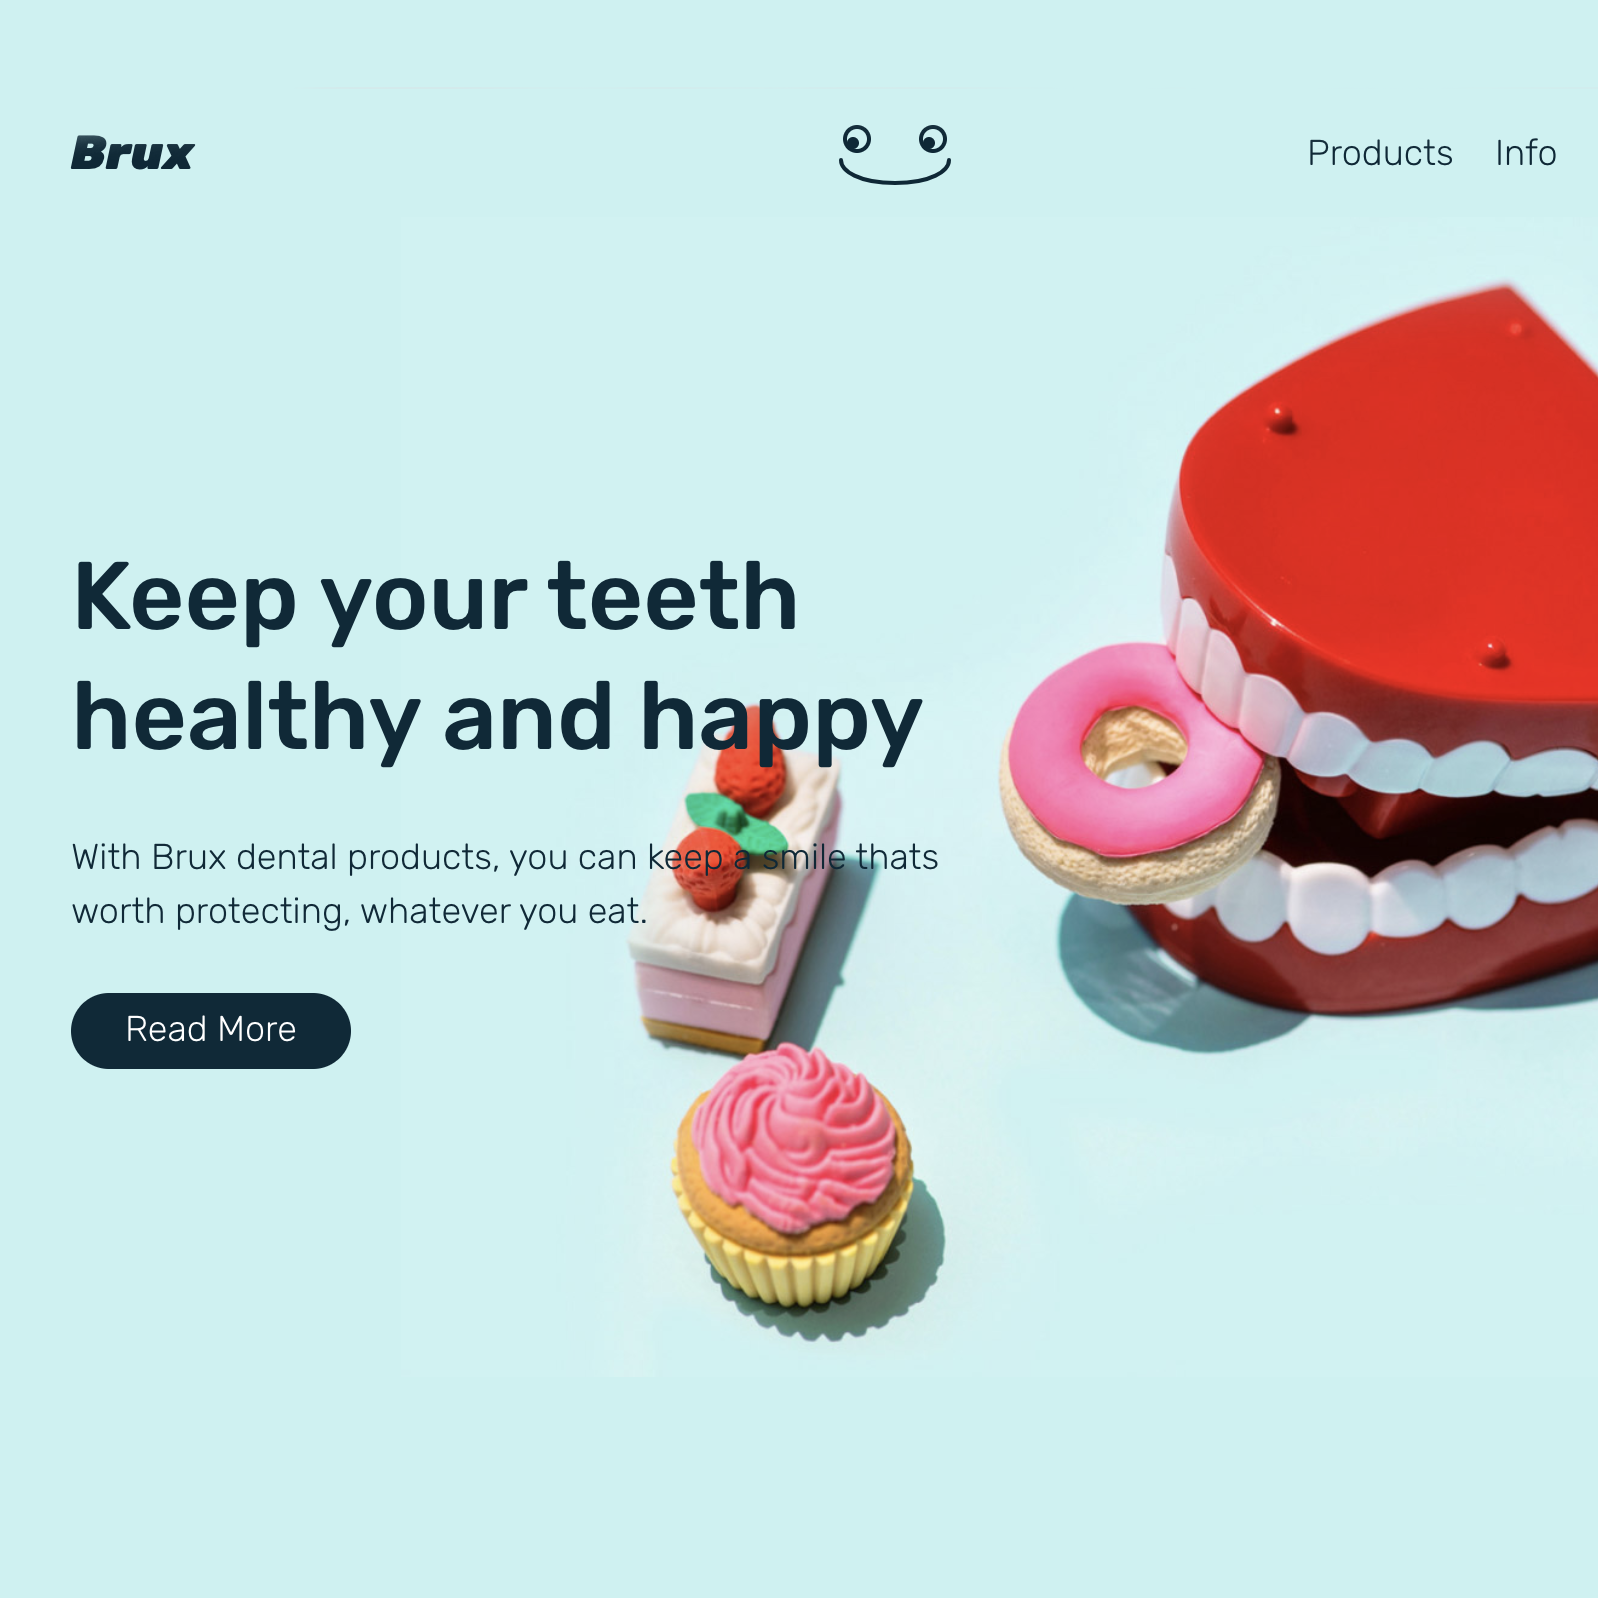 Brux
Products Info
Keep your teeth
healthy and happy
With Brux dental products, you can keep a smile thats
worth protecting, whatever you eat.
Read More